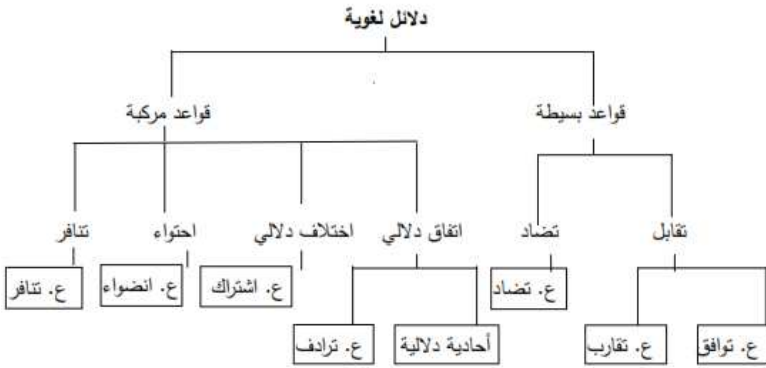 دلائل لغوية
قواعد بسيطة
قواعد مركبة
تقابل
تضاد
اتفاق دلالي
اختلاف دلالي
احتواء
تنافر
ع. تضاد
ع. اشتراك
ع. انضواء
ع. تنافر
ع. توافق
ع. تقارب
أحادية دلالية
ع. ترادف